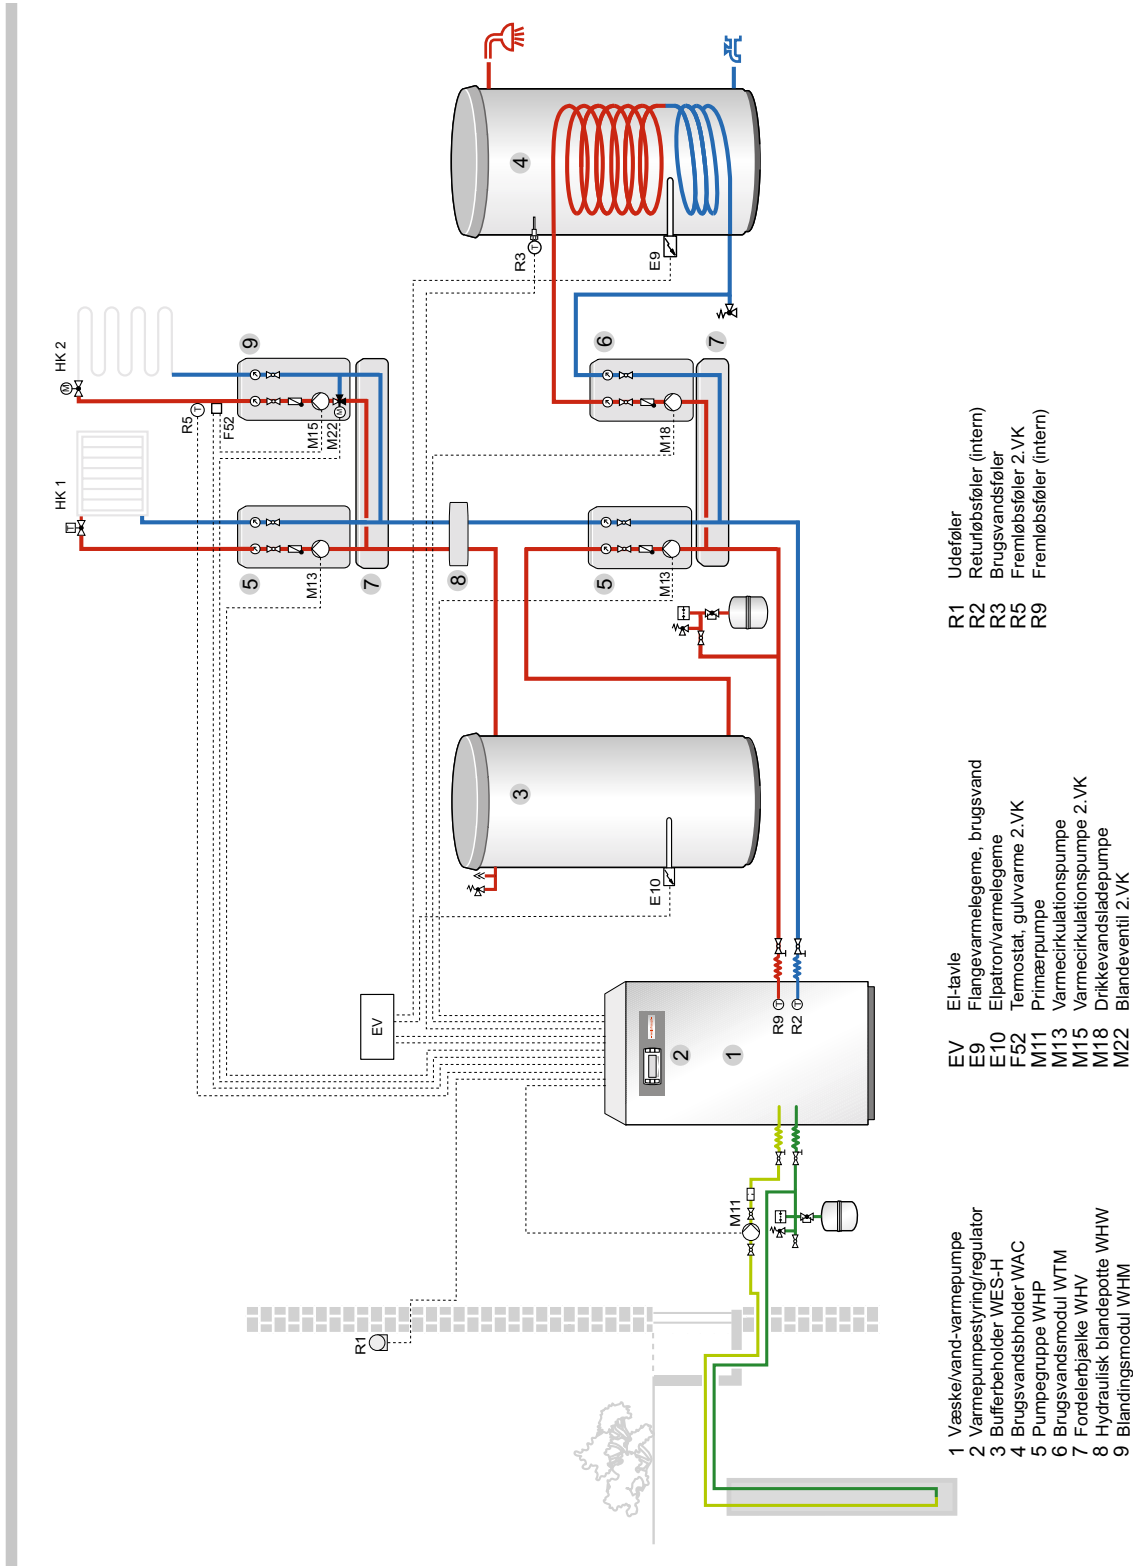 HK 1
HK 2
R5
F52
M15
M22
9
5
M13
7
8
R3
E9
4
6
M18
7
5
M13
3
E10
EV
R9
R2
2
1
M11
R1
1 Væske/vand-varmepumpe
2 Varmepumpestyring/regulator
3 Bufferbeholder WES-H
4 Brugsvandsbholder WAC
5 Pumpegruppe WHP
6 Brugsvandsmodul WTM
7 Fordelerbjælke WHV
8 Hydraulisk blandepotte WHW
9 Blandingsmodul WHM
EV El-tavle
E9 Flangevarmelegeme, brugsvand
E10 Elpatron/varmelegeme
F52 Termostat, gulvvarme 2.VK
M11 Primærpumpe
M13 Varmecirkulationspumpe
M15 Varmecirkulationspumpe 2.VK
M18 Drikkevandsladepumpe
M22 Blandeventil 2.VK
R1 Udeføler
R2 Returløbsføler (intern)
R3 Brugsvandsføler
R5 Fremløbsføler 2.VK
R9 Fremløbsføler (intern)